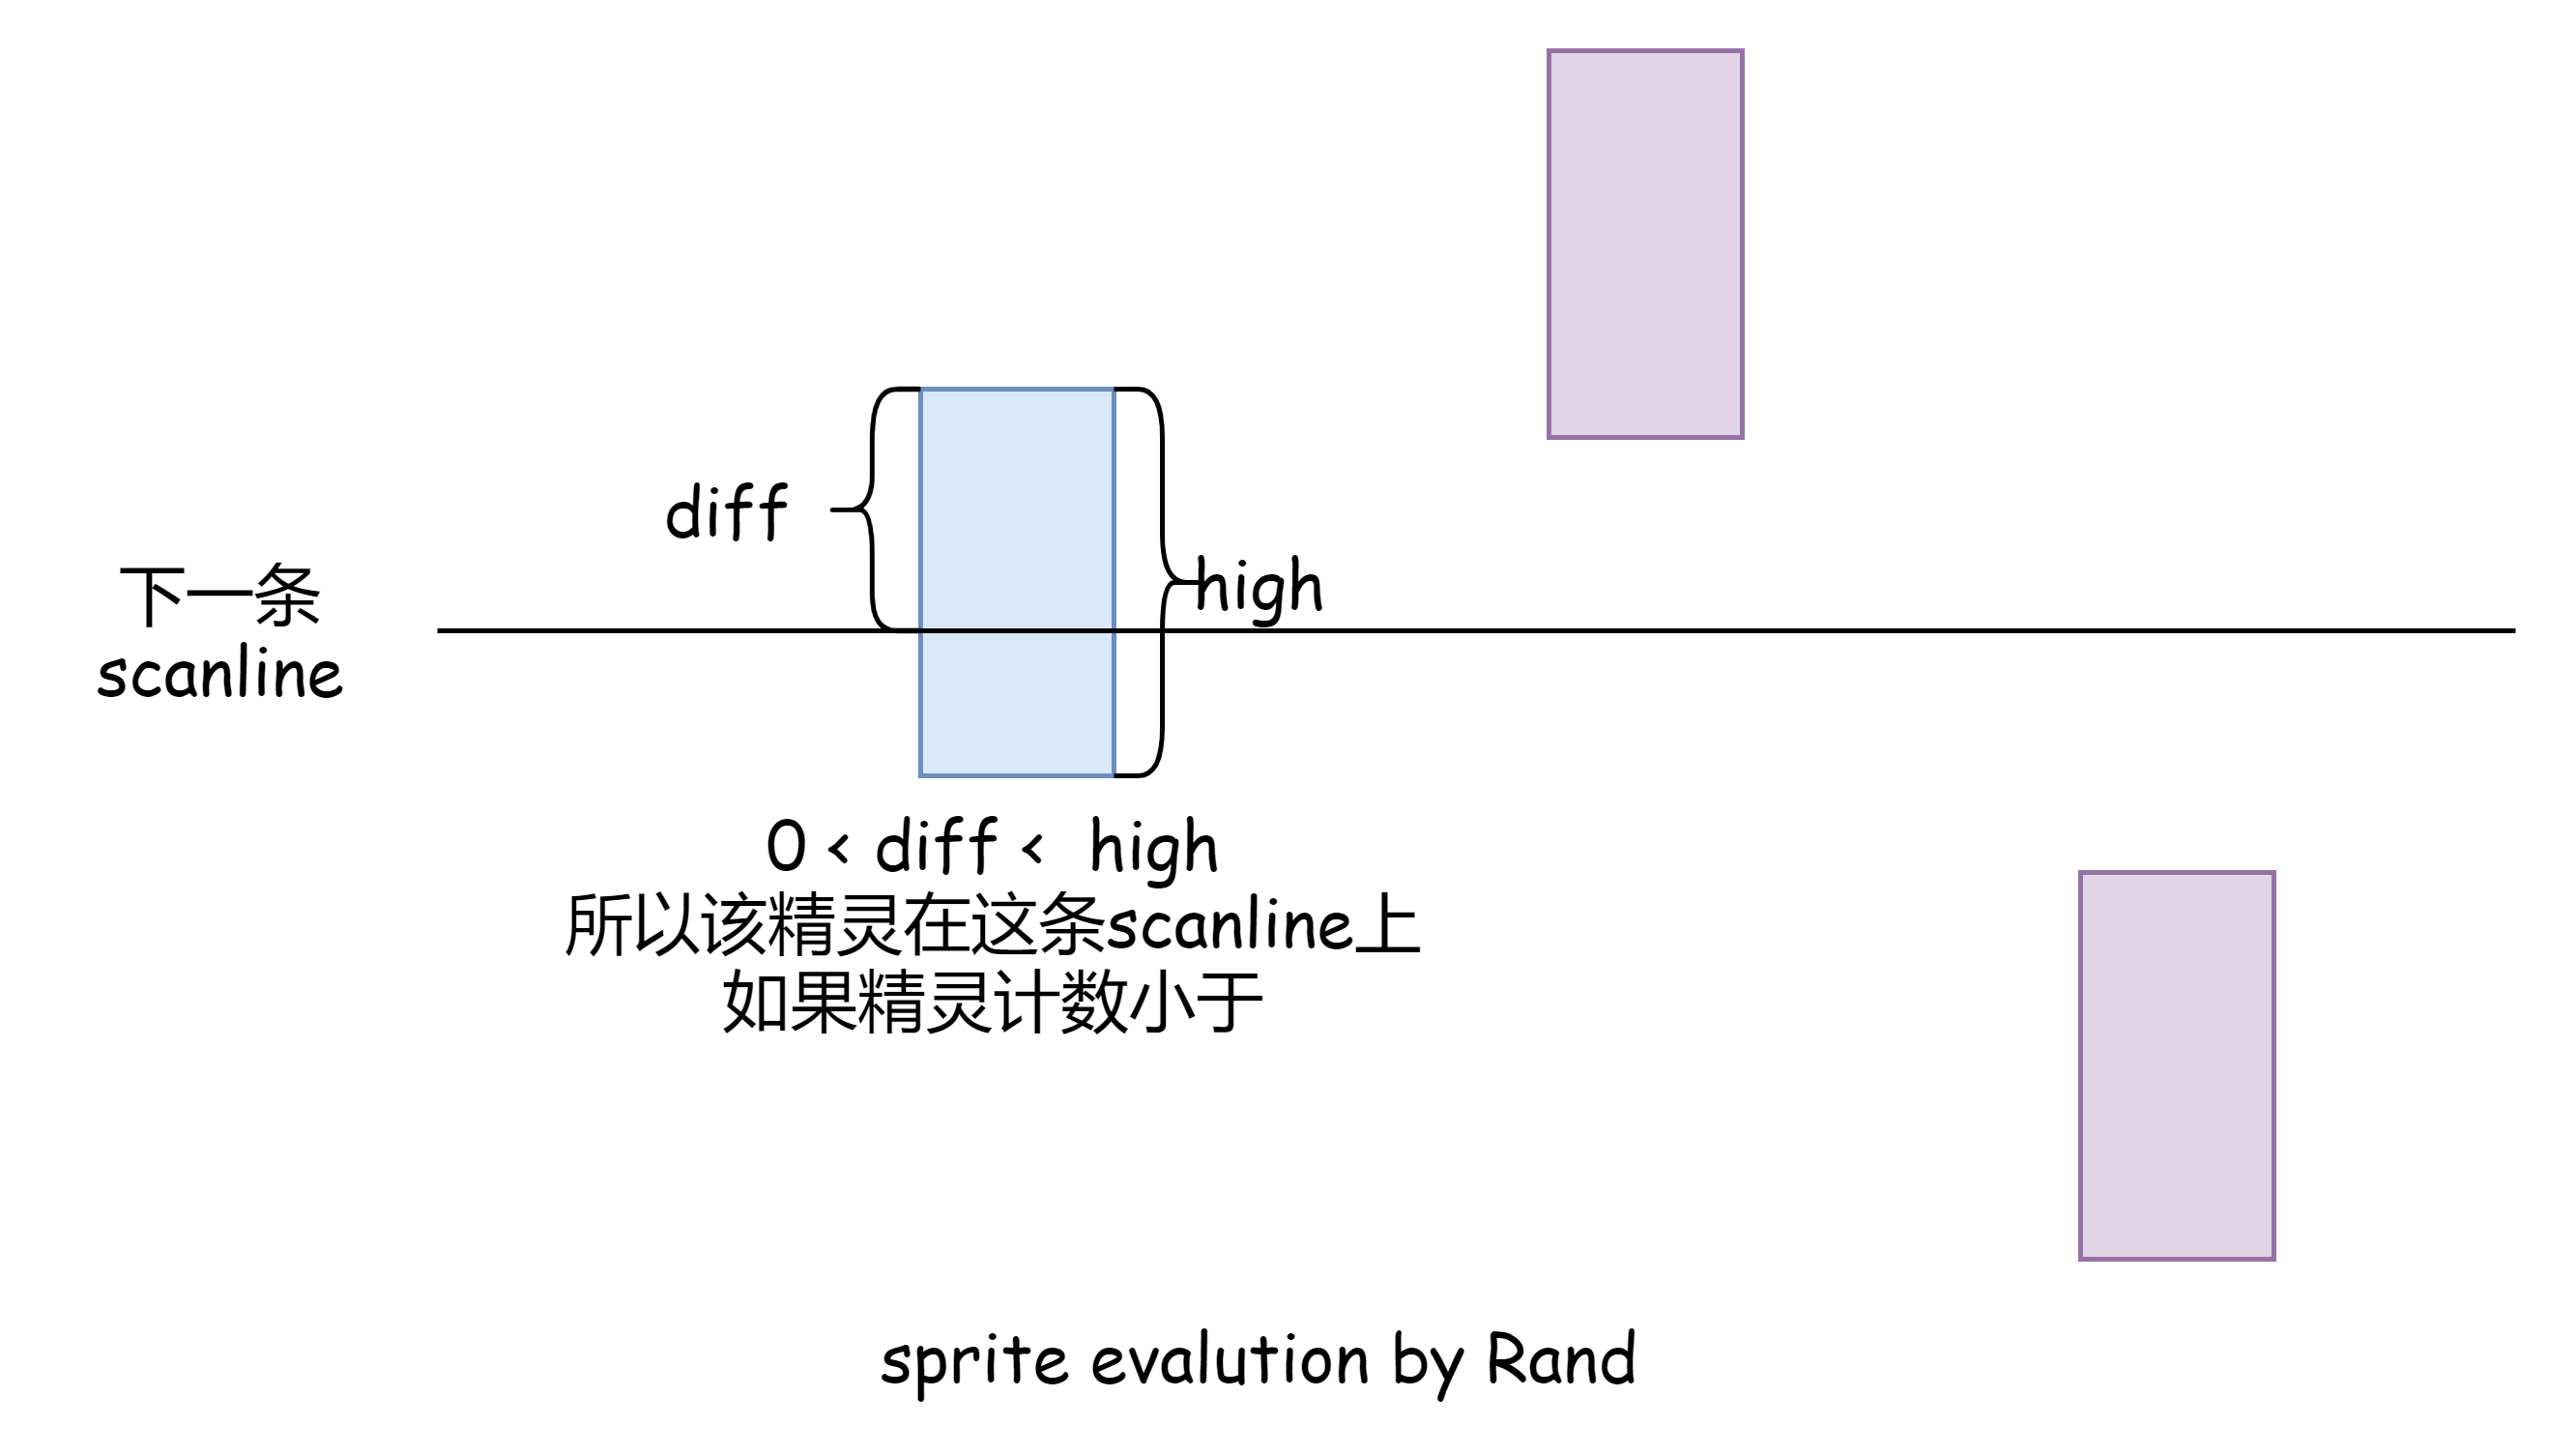 diff
high
下一条
scanline
0 < diff < high
所以该精灵在这条scanline上
如果精灵计数小于
sprite evalution by Rand